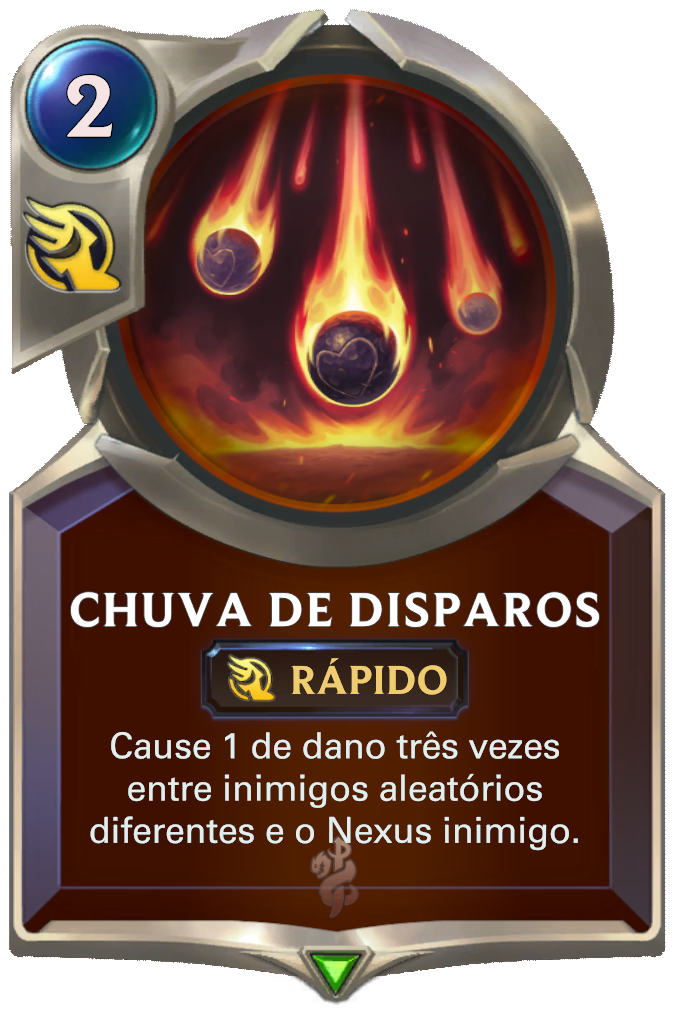 2
CHUVA DE DISPAROS
RÁPIDO
Cause 1 de dano três vezes
entre inimigos aleatórios
diferentes e o Nexus inimigo.